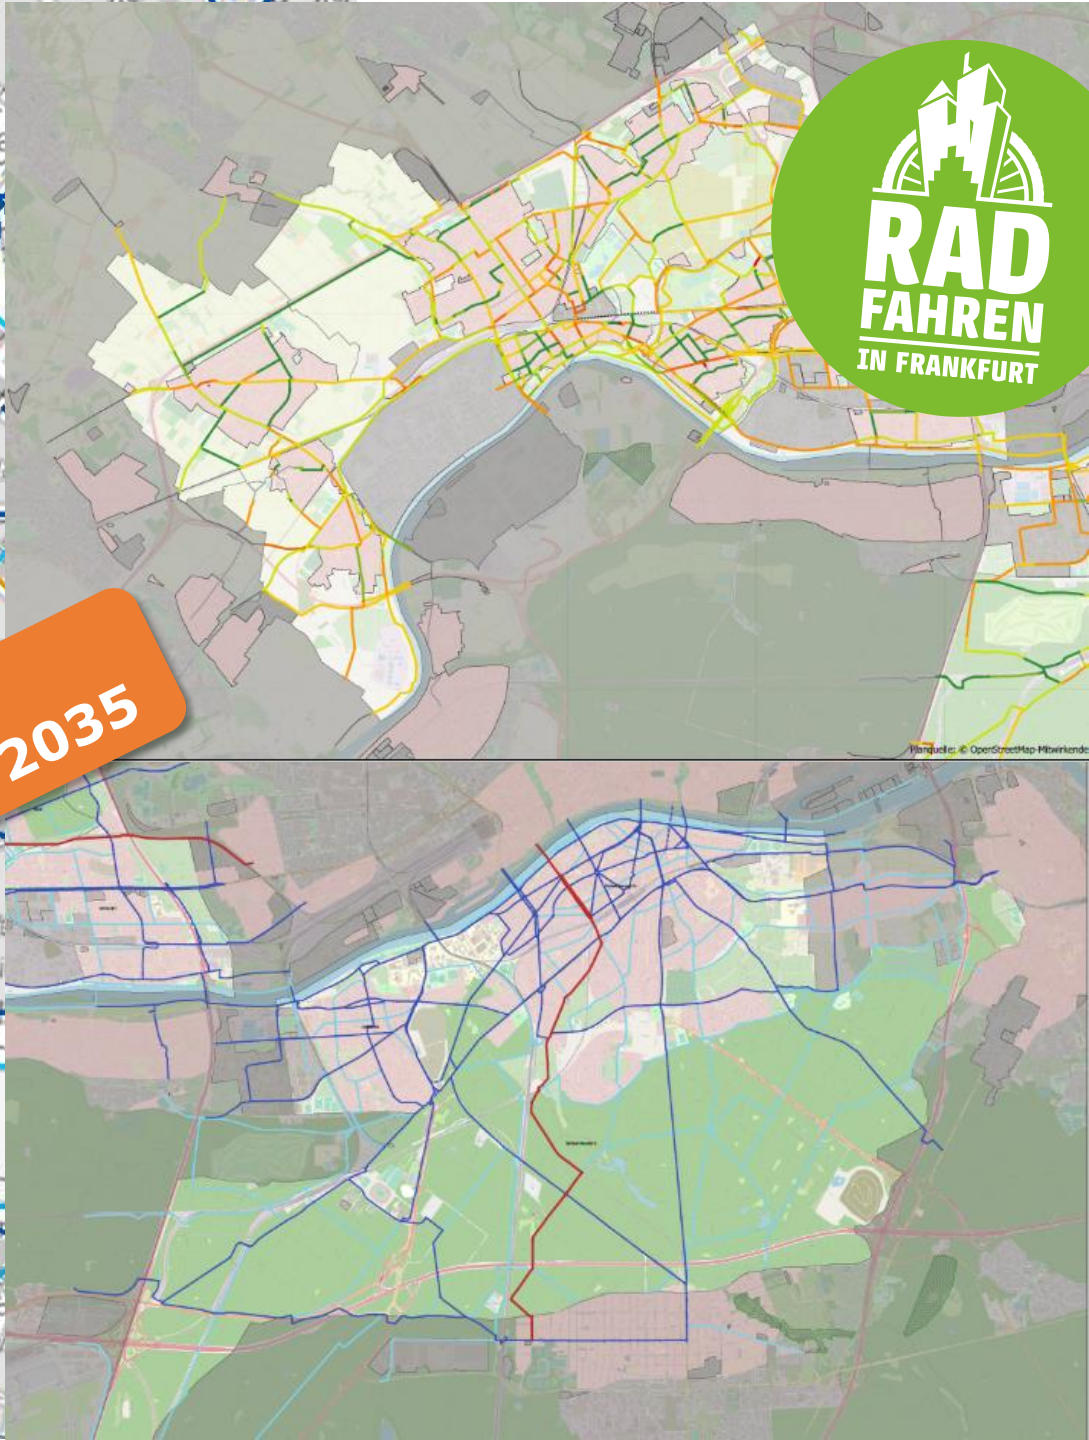 RAD
FAHREN
IN FRANKFURT
2035
Planquelle: © OpenStreetMap-Mitwirkende